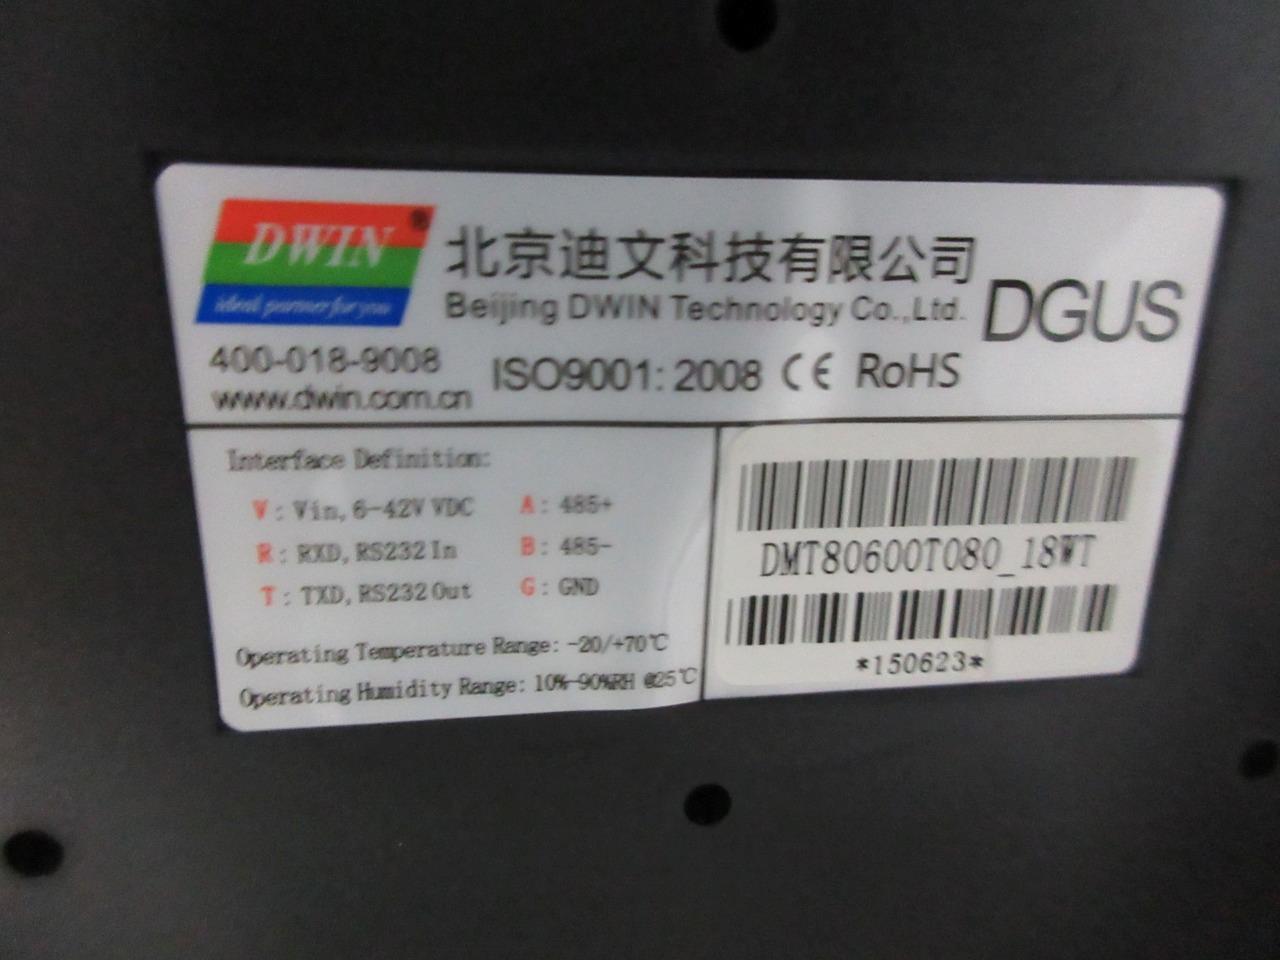 DWIN®
ideal partner for you
北京迪文科技有限公司
Beijing DWIN Technology Co.,Ltd.
DGUS
400-018-9008
www.dwin.com.cn
ISO9001: 2008 CE RoHS
Interface Definition:
V: Vin, 6-42V VDC A: 485+
R: RXD, RS232 In B: 485-
T: TXD, RS232 Out G: GND
Operating Temperature Range: -20/+70℃
Operating Humidity Range: 10%-90%RH @25℃
DMT80600T080_18WT
*150623*